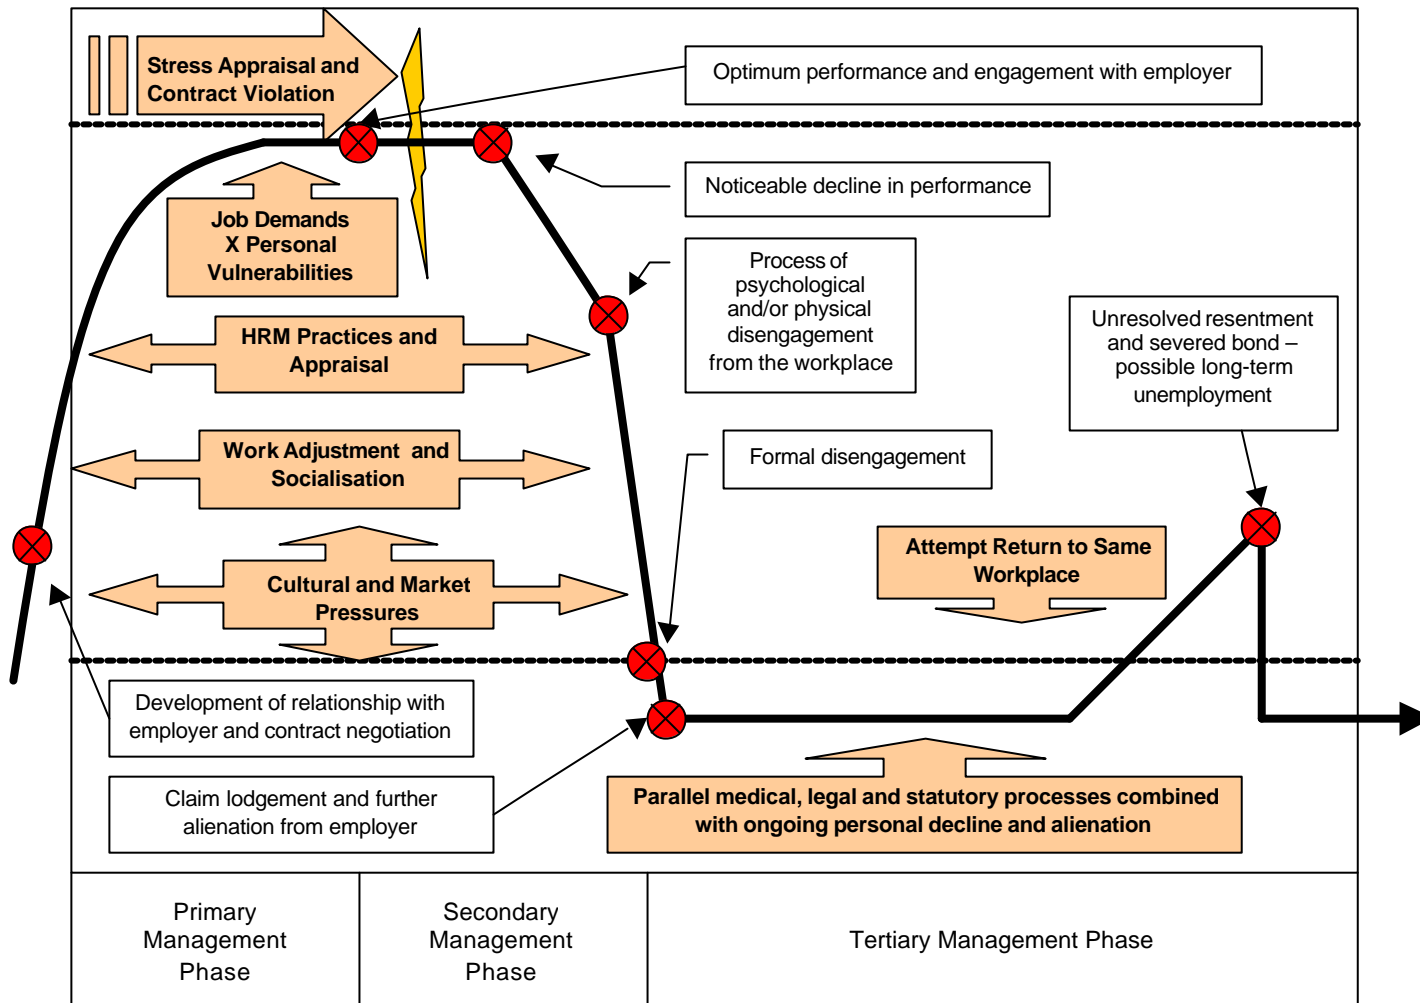 Stress Appraisal and
Contract Violation
Optimum performance and engagement with employer
Noticeable decline in performance
Job Demands
X Personal
Vulnerabilities
Process of
psychological
and/or physical
disengagement
from the workplace
HRM Practices and
Appraisal
Unresolved resentment
and severed bond –
possible long-term
unemployment
Work Adjustment and
Socialisation
Formal disengagement
Attempt Return to Same
Workplace
Cultural and Market
Pressures
Development of relationship with
employer and contract negotiation
Claim lodgement and further
alienation from employer
Parallel medical, legal and statutory processes combined
with ongoing personal decline and alienation
Primary
Management
Phase
Secondary
Management
Phase
Tertiary Management Phase